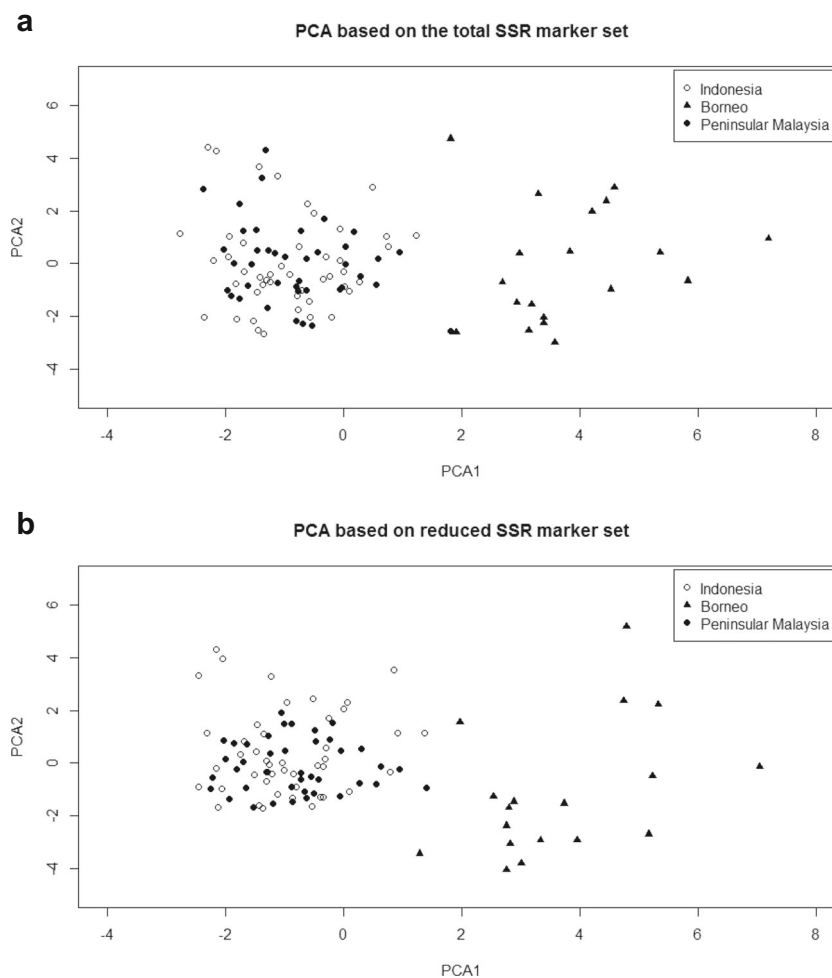 a
PCA based on the total SSR marker set
Indonesia
Borneo
Peninsular Malaysia
6
4
2
0
-2
-4
PCA2
-4 -2 0 2 4 6 8
PCA1
b
PCA based on reduced SSR marker set
Indonesia
Borneo
Peninsular Malaysia
6
4
2
0
-2
-4
PCA2
-4 -2 0 2 4 6 8
PCA1